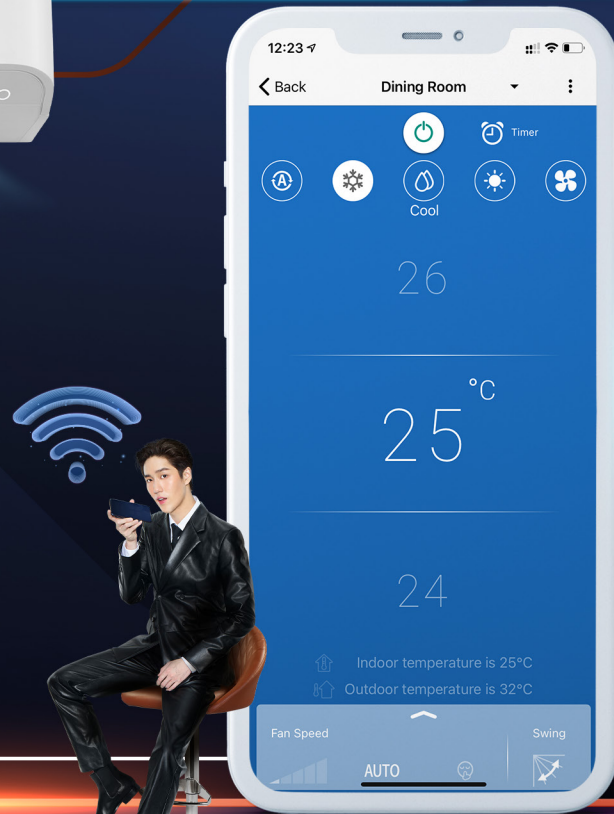 12:23
Back
Dining Room
Timer
A
Cool
26
25 °C
24
Indoor temperature is 25°C
Outdoor temperature is 32°C
Fan Speed
Swing
AUTO